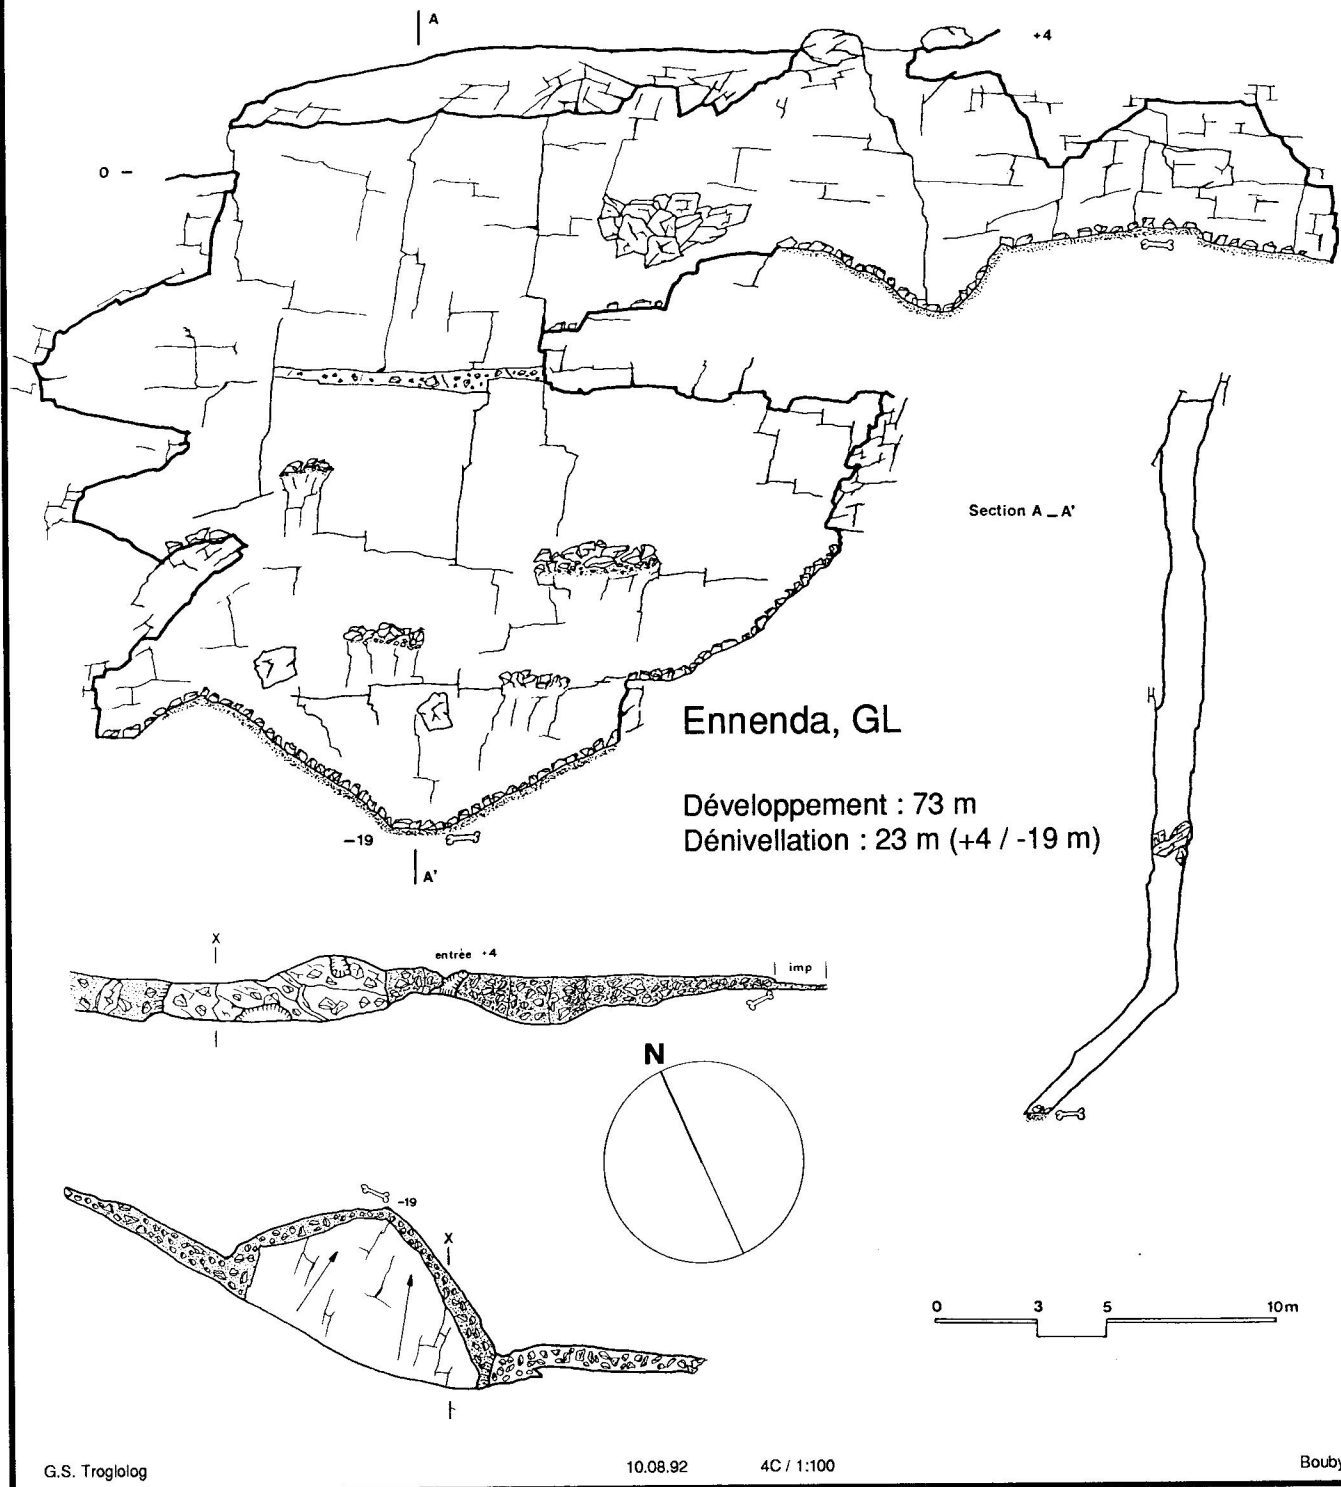 A
+4
0 –
Section A – A'
Ennenda, GL
Développement : 73 m
Dénivellation : 23 m (+4 / -19 m)
–19
A'
X
entrée +4
imp
N
–19
X
0 3 5 10m
G.S. Troglolog 10.08.92 4C / 1:100 Bouby